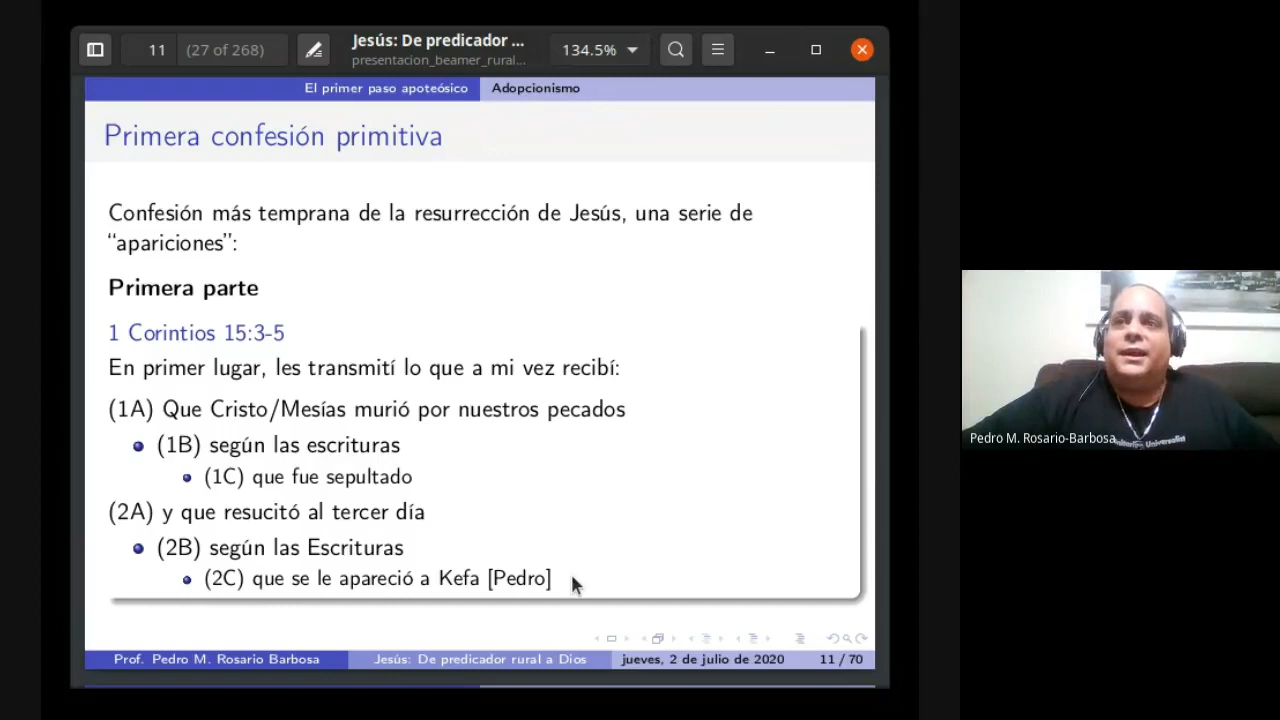 11
(27 of 268)
Jesús: De predicador ...
presentacion_beamer_rural...
134.5%
El primer paso apoteósico
Adopcionismo
Primera confesión primitiva
Confesión más temprana de la resurrección de Jesús, una serie de
“apariciones”:
Primera parte
1 Corintios 15:3-5
En primer lugar, les transmití lo que a mi vez recibí:
(1A) Que Cristo/Mesías murió por nuestros pecados
(1B) según las escrituras
(1C) que fue sepultado
(2A) y que resucitó al tercer día
(2B) según las Escrituras
(2C) que se le apareció a Kefa [Pedro]
Prof. Pedro M. Rosario Barbosa
Jesús: De predicador rural a Dios
jueves, 2 de julio de 2020
11 / 70
Pedro M. Rosario-Barbosa
Universalist